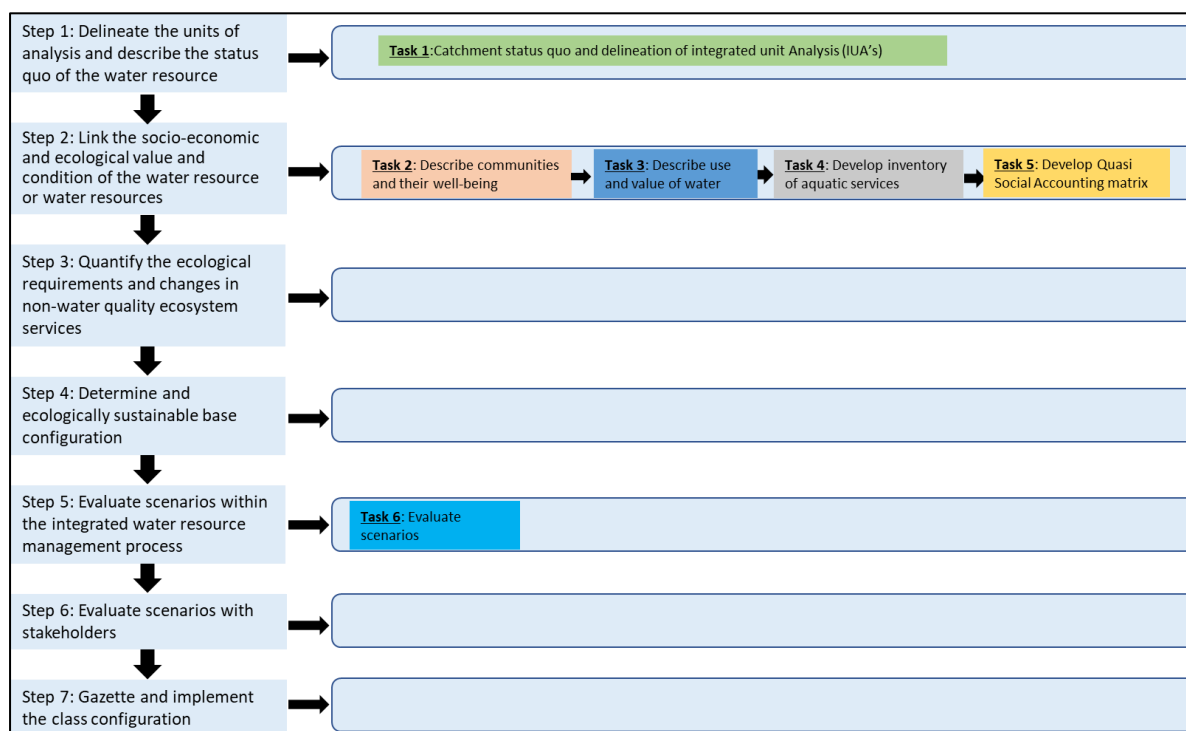 Step 1: Delineate the units of
analysis and describe the status
quo of the water resource
Task 1:Catchment status quo and delineation of integrated unit Analysis (IUA's)
Step 2: Link the socio-economic
and ecological value and
condition of the water resource
or water resources
Task 2: Describe communities
and their well-being
Task 3: Describe use
and value of water
Task 4: Develop inventory
of aquatic services
Task 5: Develop Quasi
Social Accounting matrix
Step 3: Quantify the ecological
requirements and changes in
non-water quality ecosystem
services
Step 4: Determine and
ecologically sustainable base
configuration
Step 5: Evaluate scenarios within
the integrated water resource
management process
Task 6: Evaluate
scenarios
Step 6: Evaluate scenarios with
stakeholders
Step 7: Gazette and implement
the class configuration